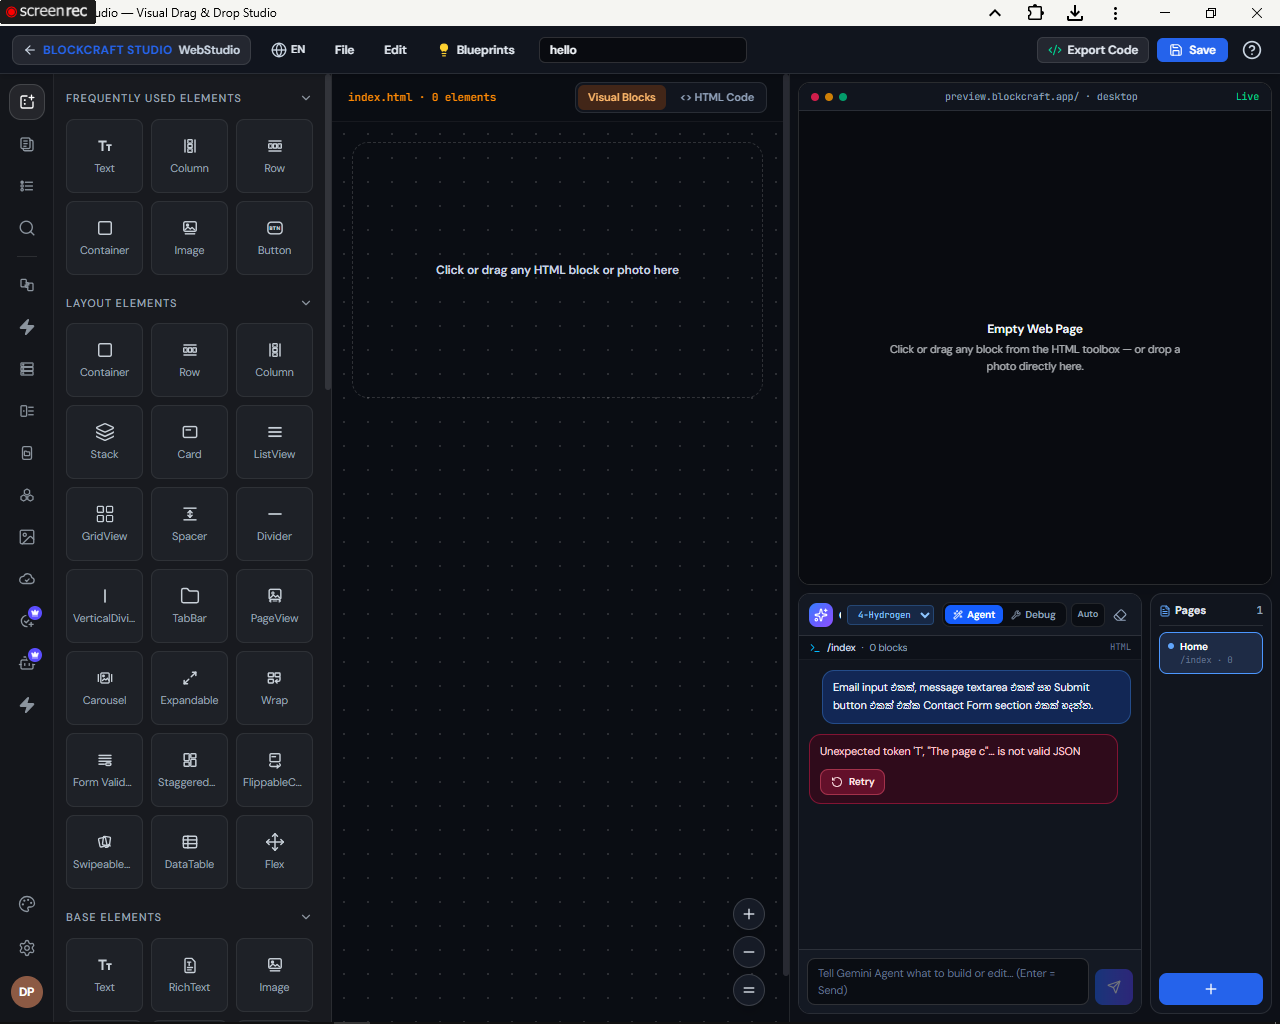 screenrec
udio — Visual Drag & Drop Studio
BLOCKCRAFT STUDIO WebStudio
EN
File
Edit
Blueprints
hello
Export Code
Save
FREQUENTLY USED ELEMENTS
Text
Column
Row
Container
Image
BTN
Button
LAYOUT ELEMENTS
Container
Row
Column
Stack
Card
ListView
GridView
Spacer
Divider
VerticalDivi...
TabBar
PageView
Carousel
Expandable
Wrap
Form Valid...
Staggered...
FlippableC...
Swipeable...
DataTable
Flex
BASE ELEMENTS
Text
RichText
Image
DP
index.html · 0 elements
Visual Blocks
<> HTML Code
Click or drag any HTML block or photo here
preview.blockcraft.app/ · desktop
Live
Empty Web Page
Click or drag any block from the HTML toolbox — or drop a
photo directly here.
4-Hydrogen
Agent
Debug
Auto
/index · 0 blocks
HTML
Email input එකක්, message textarea එකක් සහ Submit
button එකක් එක්ක Contact Form section එකක් හදන්න.
Unexpected token 'T', "The page c"... is not valid JSON
Retry
Tell Gemini Agent what to build or edit... (Enter =
Send)
Pages
1
Home
/index · 0